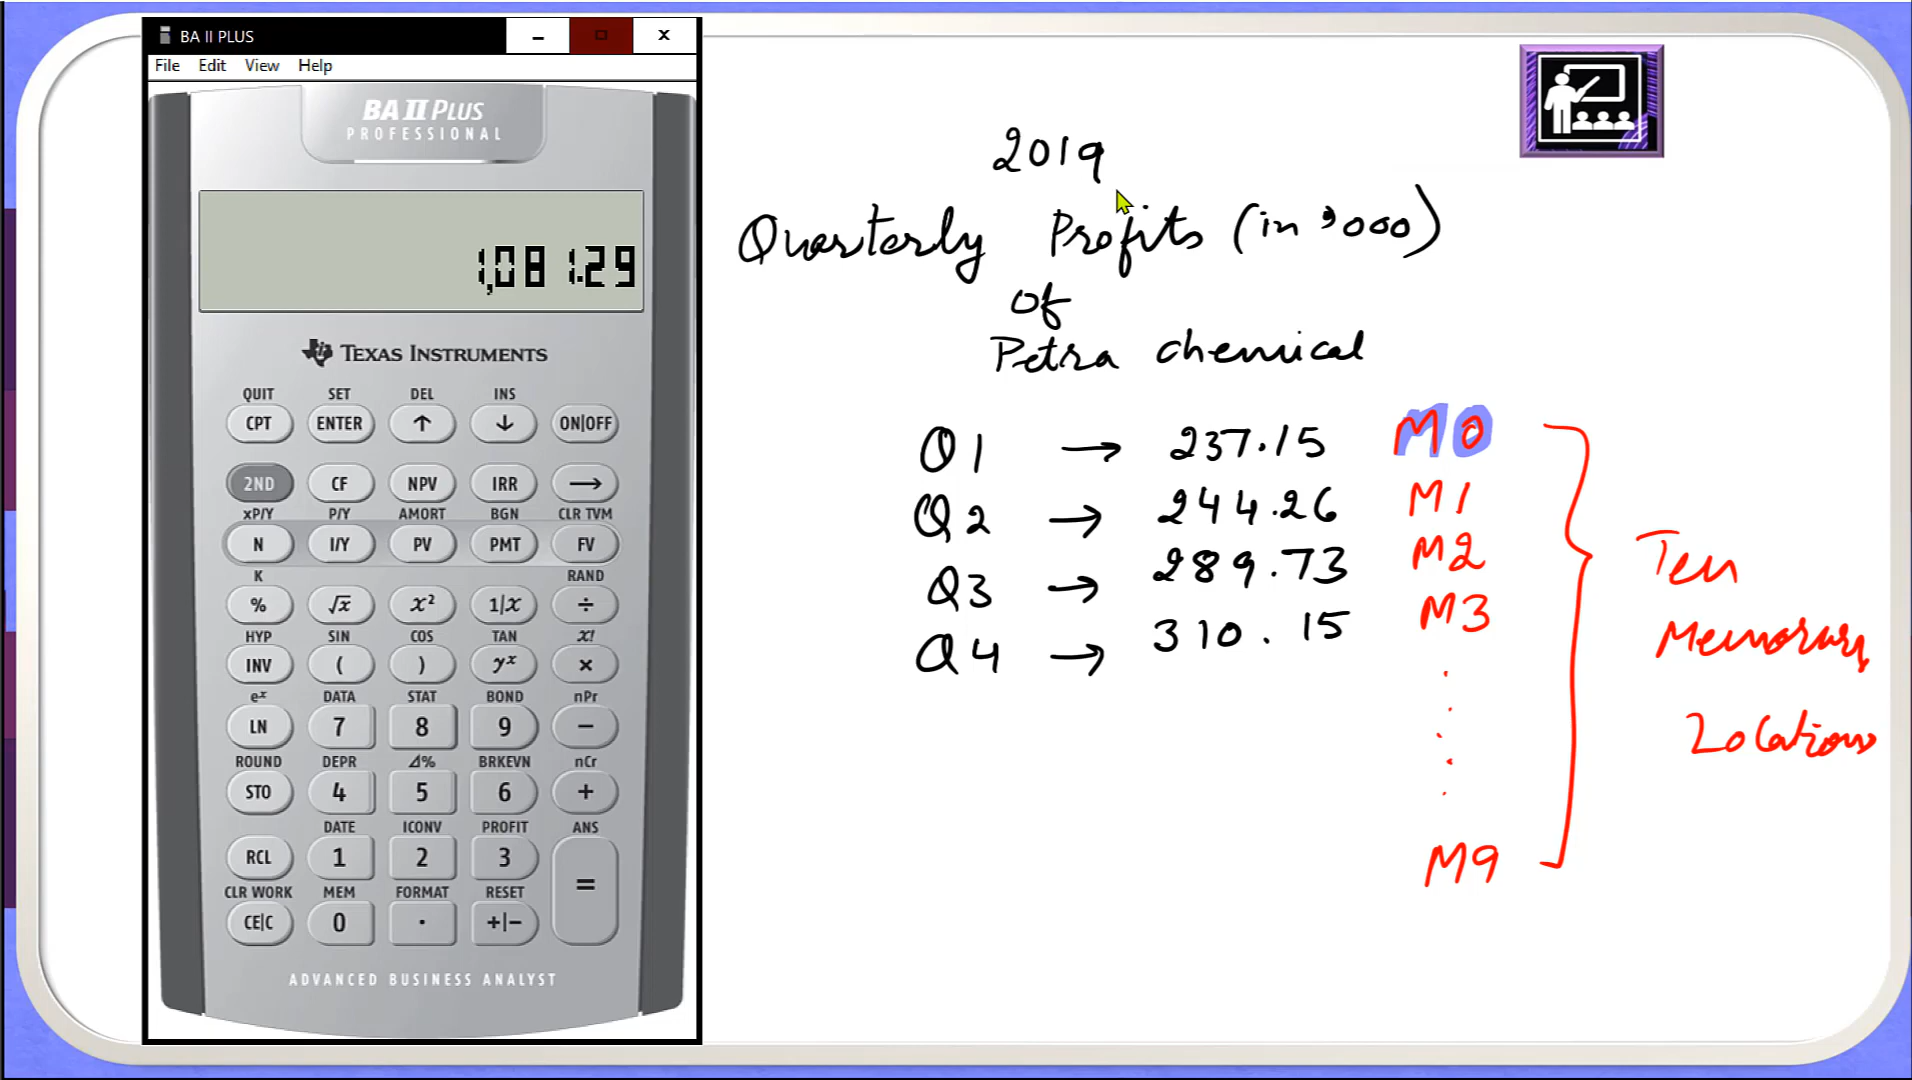 BA II PLUS
File Edit View Help
BA II PLUS
PROFESSIONAL
1,081.29
TEXAS INSTRUMENTS
QUIT SET DEL INS
CPT ENTER ↑ ↓ ON|OFF
2ND CF NPV IRR →
xP/Y P/Y AMORT BGN CLR TVM
N I/Y PV PMT FV
K RAND
% √x x² 1/x ÷
HYP SIN COS TAN x!
INV ( ) yˣ ×
eˣ DATA STAT BOND nPr
LN 7 8 9 −
ROUND DEPR Δ% BRKEVN nCr
STO 4 5 6 +
DATE ICONV PROFIT ANS
RCL 1 2 3 =
CLR WORK MEM FORMAT RESET
CE|C 0 . +|−
ADVANCED BUSINESS ANALYST
2019
Quarterly Profits (in '000)
of
Petra chemical
Q1 → 237.15 M0
Q2 → 244.26 M1
Q3 → 289.73 M2
Q4 → 310.15 M3
.
.
.
.
.
M9
Ten
Memory
Locations